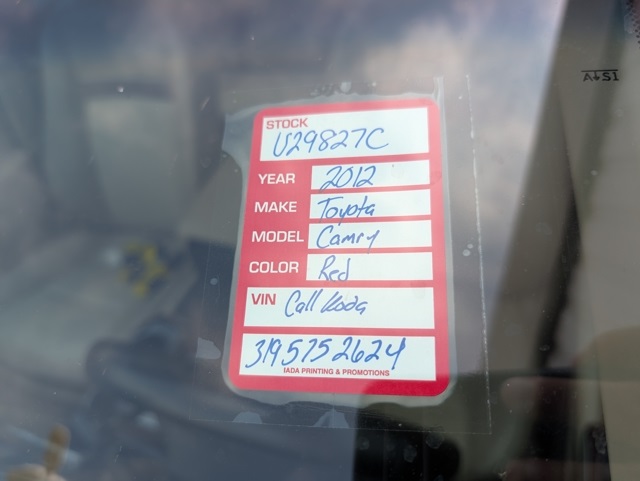 STOCK
U29827C
YEAR 2012
MAKE Toyota
MODEL Camry
COLOR Red
VIN Call Koda
319 575 2624
IADA PRINTING & PROMOTIONS